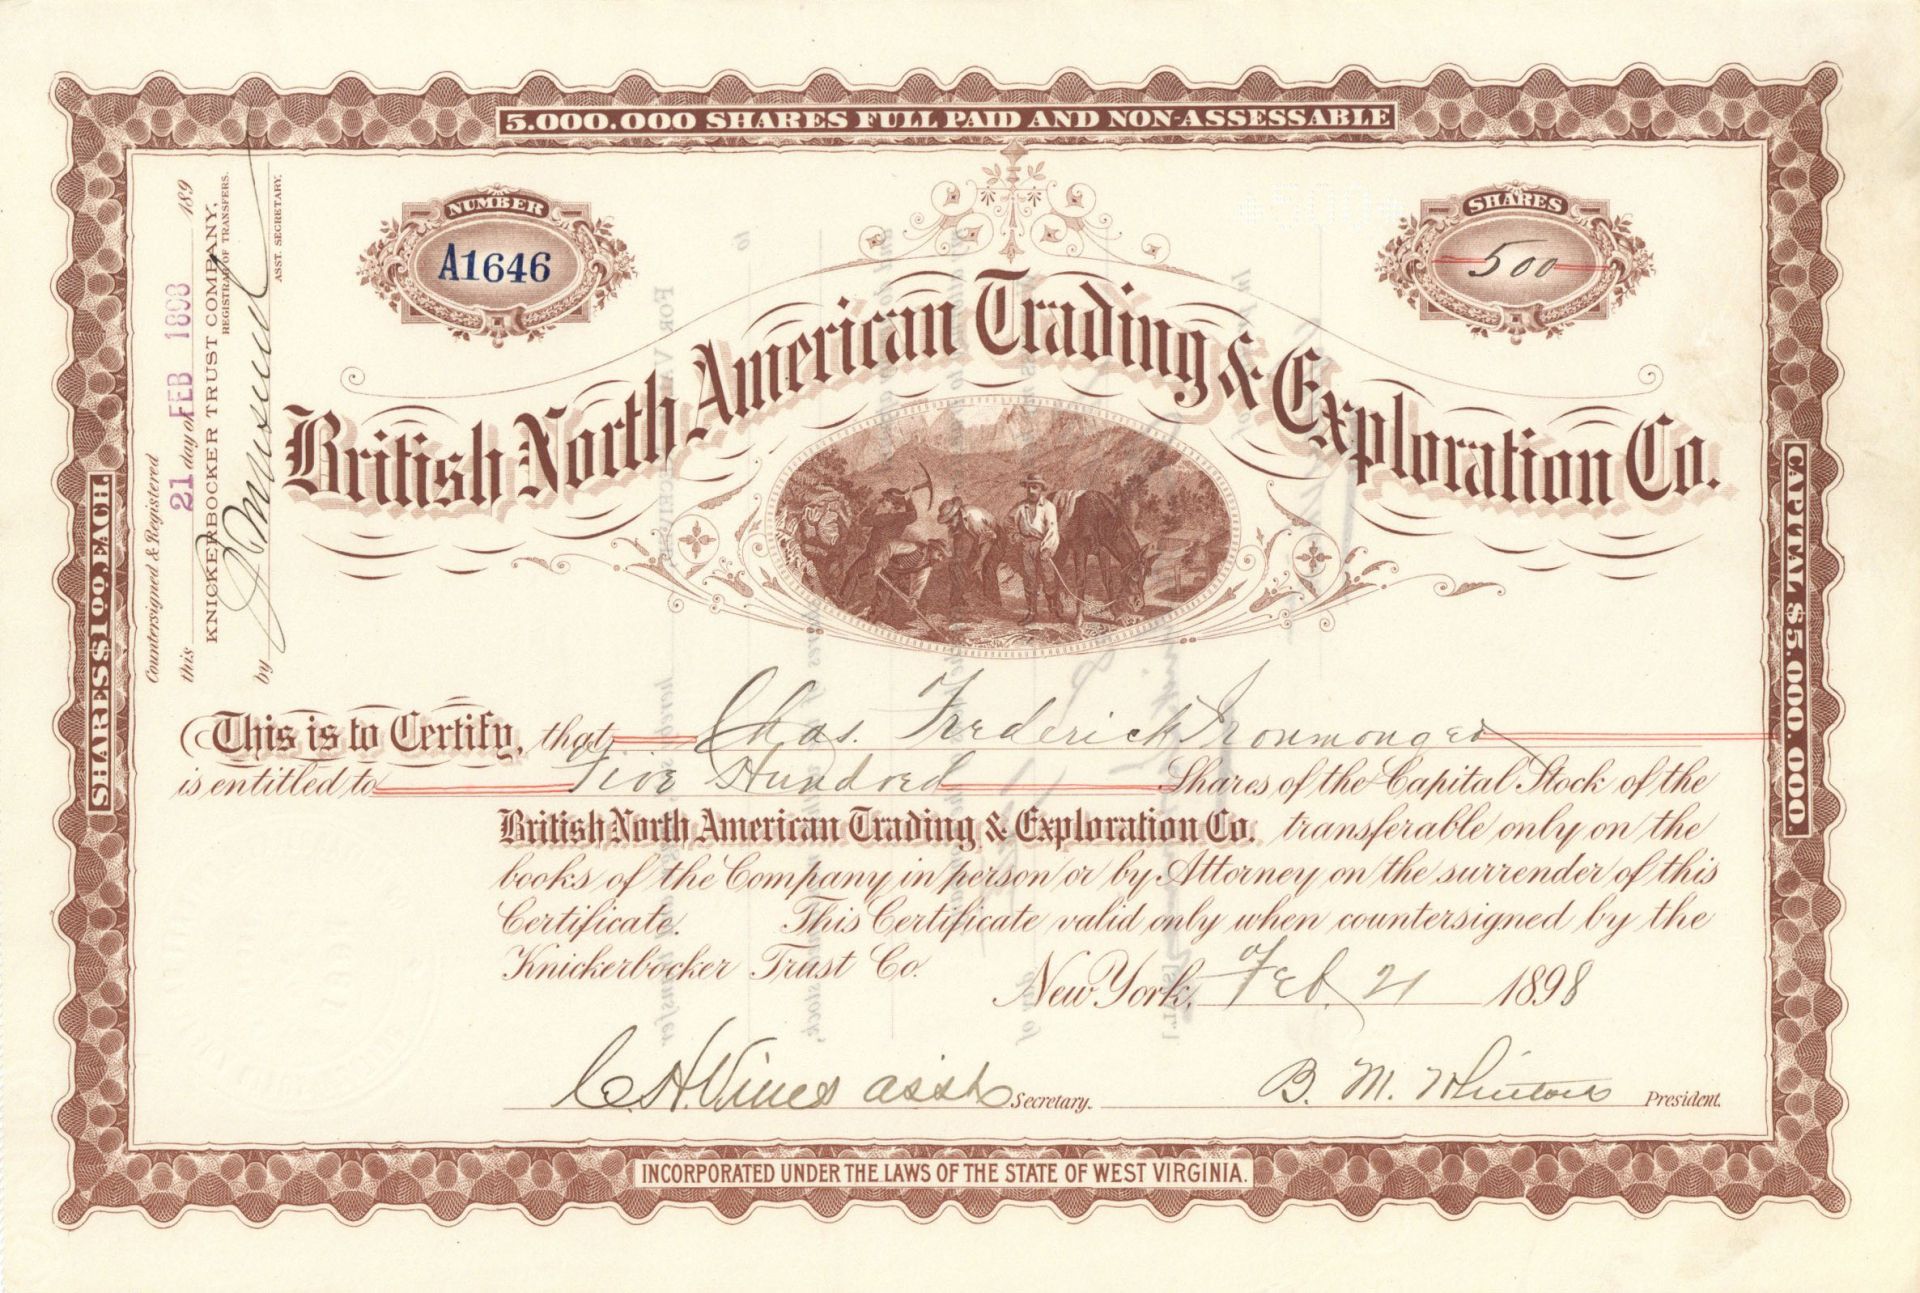 5.000.000 SHARES FULL PAID AND NON-ASSESSABLE
NUMBER
A1646
SHARES
500
British North American Trading & Exploration Co.
Countersigned & Registered
this 21 day of FEB 1898 189
KNICKERBOCKER TRUST COMPANY,
REGISTRAR OF TRANSFERS.
by
ASST. SECRETARY.
SHARES $1.00. EACH.
CAPITAL $5.000.000.
This is to Certify, that Chas. Frederick Ironmonger
is entitled to Five Hundred Shares of the Capital Stock of the
British North American Trading & Exploration Co. transferable only on the
books of the Company in person or by Attorney on the surrender of this
Certificate. This Certificate valid only when countersigned by the
Knickerbocker Trust Co.
New York, Feb. 21 1898
C. H. Vines asst Secretary.
B. M. President.
INCORPORATED UNDER THE LAWS OF THE STATE OF WEST VIRGINIA.